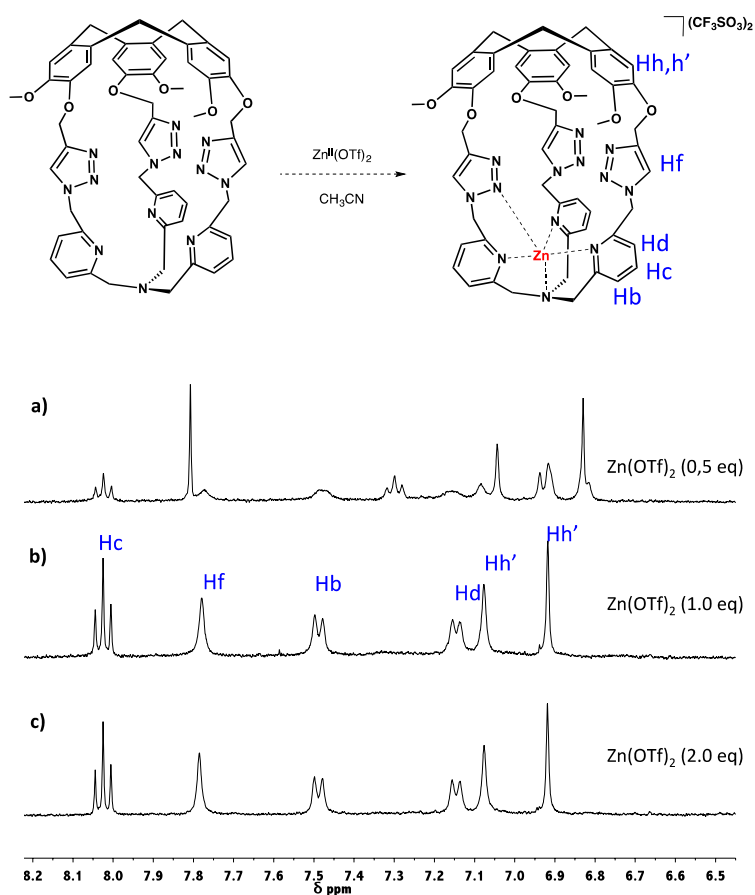 ](CF3SO3)2
Hh,h'
O
O
O
O
O
O
N
N
N
N
N
N
N
N
N
N
N
N
N
ZnII(OTf)2
CH3CN
O
O
O
O
O
O
N
N
N
N
N
N
N
N
N
Hf
N
N
N
Zn
N
Hd
Hc
Hb
a)
Zn(OTf)2 (0,5 eq)
b)
Hc
Hf
Hb
Hd
Hh'
Hh'
Zn(OTf)2 (1.0 eq)
c)
Zn(OTf)2 (2.0 eq)
8.2 8.1 8.0 7.9 7.8 7.7 7.6 7.5 7.4 7.3 7.2 7.1 7.0 6.9 6.8 6.7 6.6 6.5
δ ppm